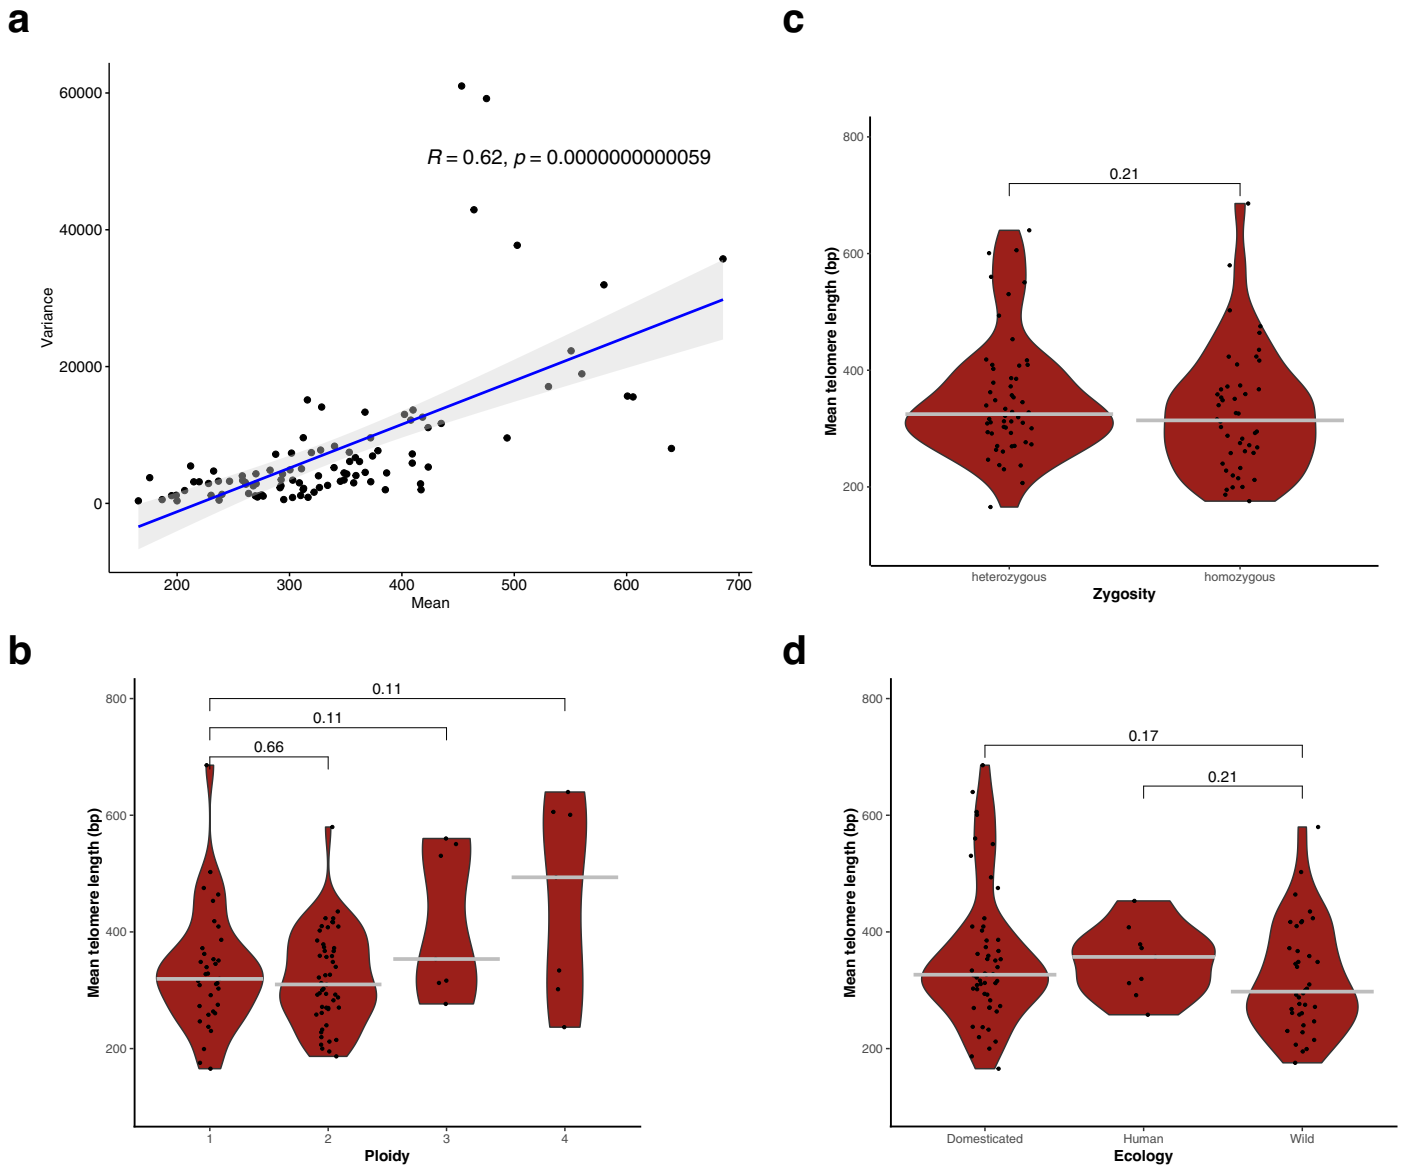 a
60000
40000
20000
0
Variance
R = 0.62, p = 0.0000000000059
200 300 400 500 600 700
Mean
b
800
600
400
200
Mean telomere length (bp)
0.11
0.11
0.66
1 2 3 4
Ploidy
c
800
600
400
200
Mean telomere length (bp)
0.21
heterozygous homozygous
Zygosity
d
800
600
400
200
Mean telomere length (bp)
0.17
0.21
Domesticated Human Wild
Ecology